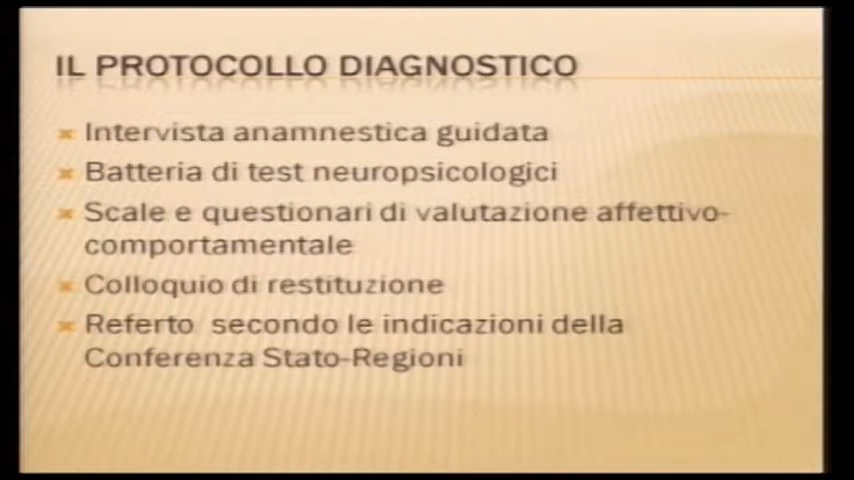 IL PROTOCOLLO DIAGNOSTICO
Intervista anamnestica guidata
Batteria di test neuropsicologici
Scale e questionari di valutazione affettivo-
comportamentale
Colloquio di restituzione
Referto secondo le indicazioni della
Conferenza Stato-Regioni